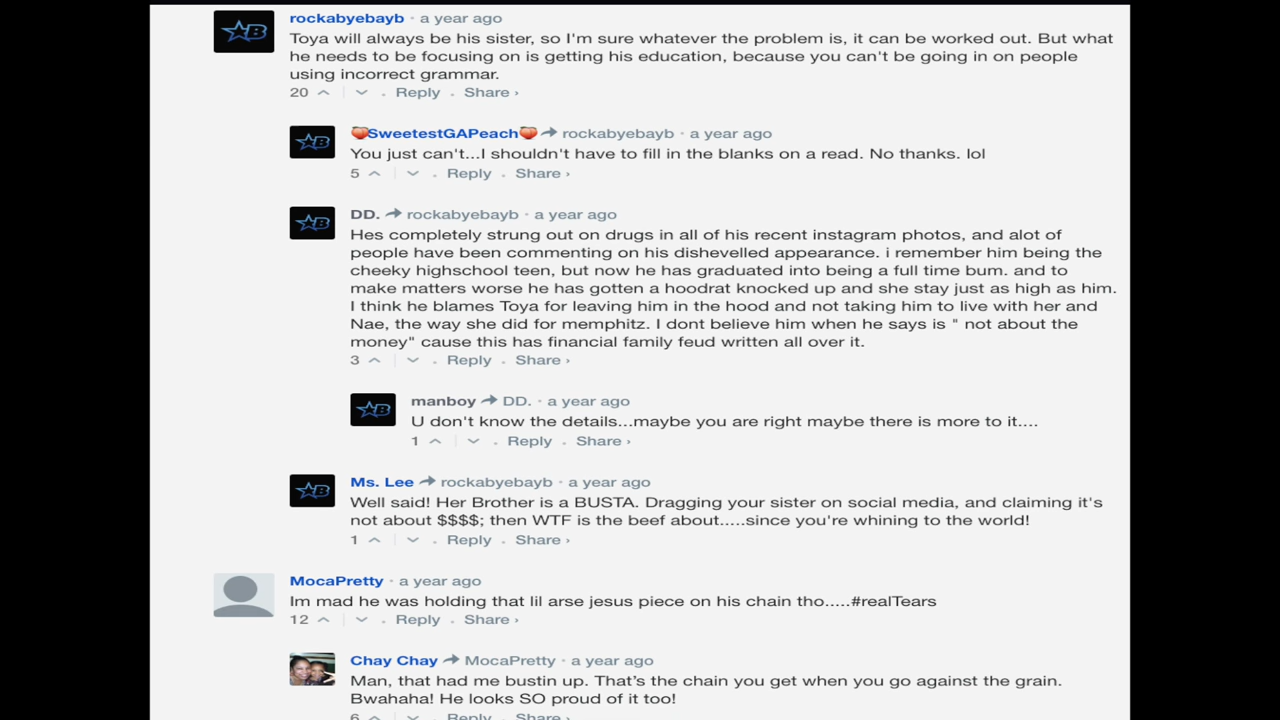 rockabyebayb · a year ago
Toya will always be his sister, so I'm sure whatever the problem is, it can be worked out. But what
he needs to be focusing on is getting his education, because you can't be going in on people
using incorrect grammar.
20 Reply Share ›
SweetestGAPeach rockabyebayb · a year ago
You just can't...I shouldn't have to fill in the blanks on a read. No thanks. lol
5 Reply Share ›
DD. rockabyebayb · a year ago
Hes completely strung out on drugs in all of his recent instagram photos, and alot of
people have been commenting on his dishevelled appearance. i remember him being the
cheeky highschool teen, but now he has graduated into being a full time bum. and to
make matters worse he has gotten a hoodrat knocked up and she stay just as high as him.
I think he blames Toya for leaving him in the hood and not taking him to live with her and
Nae, the way she did for memphitz. I dont believe him when he says is " not about the
money" cause this has financial family feud written all over it.
3 Reply Share ›
manboy DD. · a year ago
U don't know the details...maybe you are right maybe there is more to it....
1 Reply Share ›
Ms. Lee rockabyebayb · a year ago
Well said! Her Brother is a BUSTA. Dragging your sister on social media, and claiming it's
not about $$$$; then WTF is the beef about.....since you're whining to the world!
1 Reply Share ›
MocaPretty · a year ago
Im mad he was holding that lil arse jesus piece on his chain tho.....#realTears
12 Reply Share ›
Chay Chay MocaPretty · a year ago
Man, that had me bustin up. That's the chain you get when you go against the grain.
Bwahaha! He looks SO proud of it too!
6 Reply Share ›